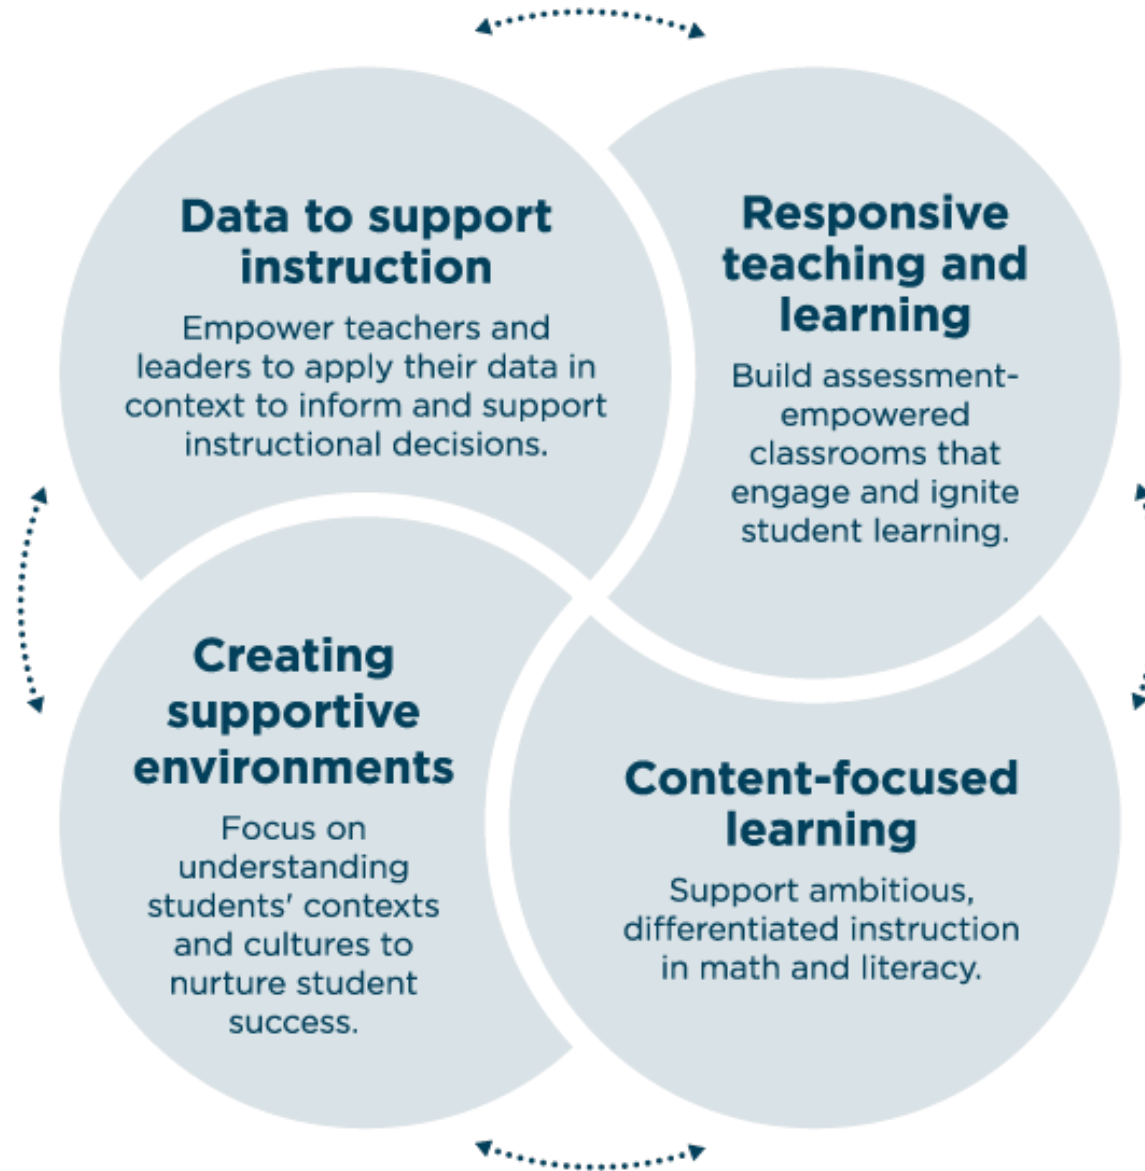 Data to support
instruction
Empower teachers and
leaders to apply their data in
context to inform and support
instructional decisions.
Responsive
teaching and
learning
Build assessment-
empowered
classrooms that
engage and ignite
student learning.
Creating
supportive
environments
Focus on
understanding
students' contexts
and cultures to
nurture student
success.
Content-focused
learning
Support ambitious,
differentiated instruction
in math and literacy.